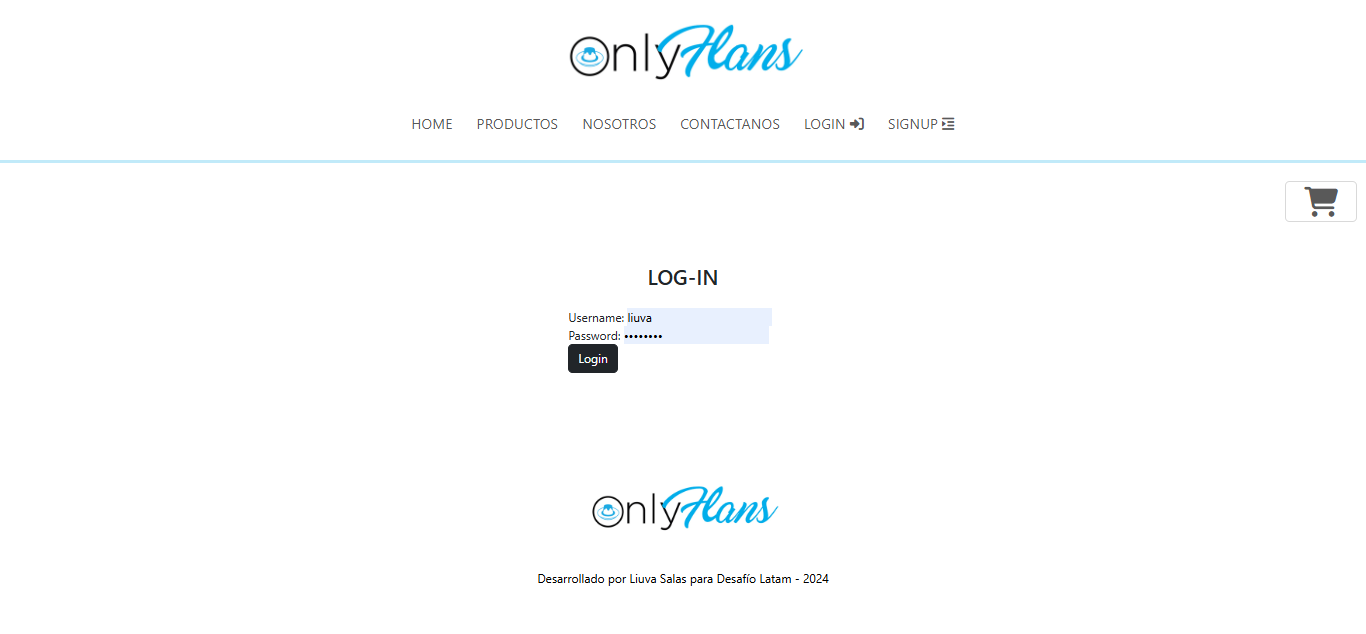 OnlyFlans
HOME PRODUCTOS NOSOTROS CONTACTANOS LOGIN SIGNUP
LOG-IN
Username: liuva
Password: ••••••••
Login
OnlyFlans
Desarrollado por Liuva Salas para Desafío Latam - 2024